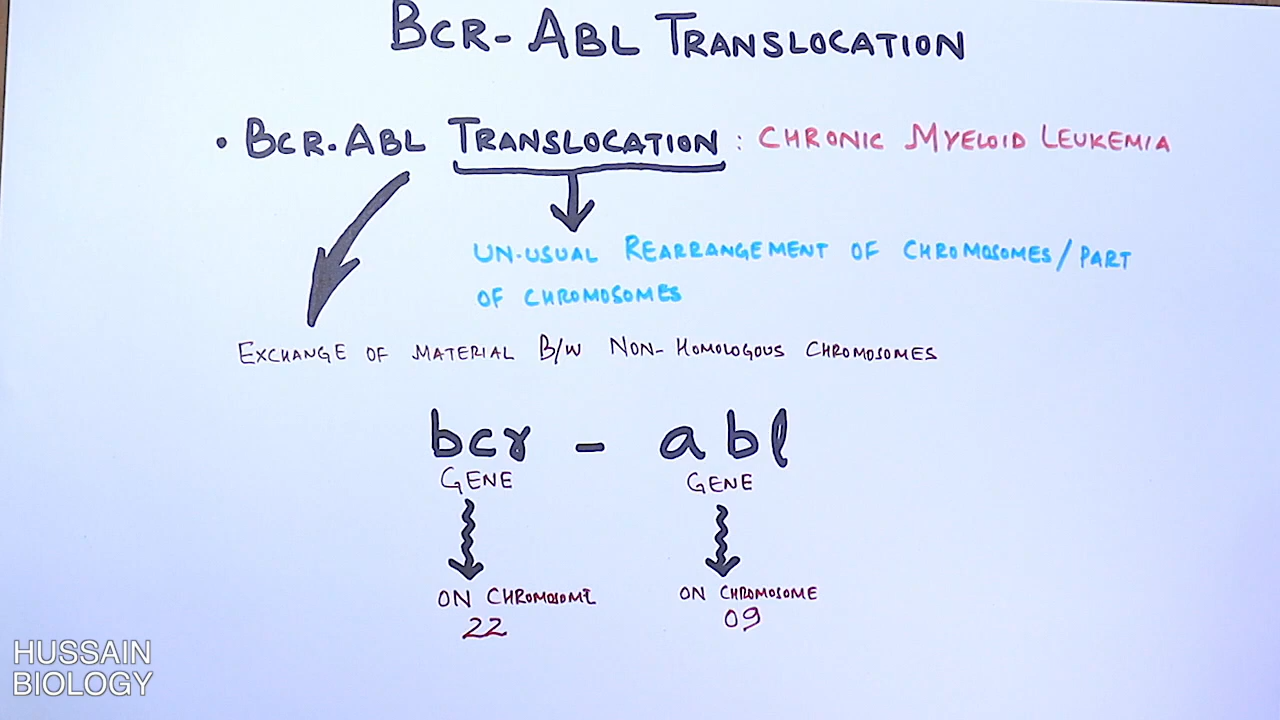 BCR-ABL TRANSLOCATION
• BCR-ABL TRANSLOCATION : CHRONIC MYELOID LEUKEMIA
UN-USUAL REARRANGEMENT OF CHROMOSOMES/PART
OF CHROMOSOMES
EXCHANGE OF MATERIAL B/W NON-HOMOLOGOUS CHROMOSOMES
bcr - abl
GENE GENE
ON CHROMOSOME ON CHROMOSOME
22 09
HUSSAIN
BIOLOGY